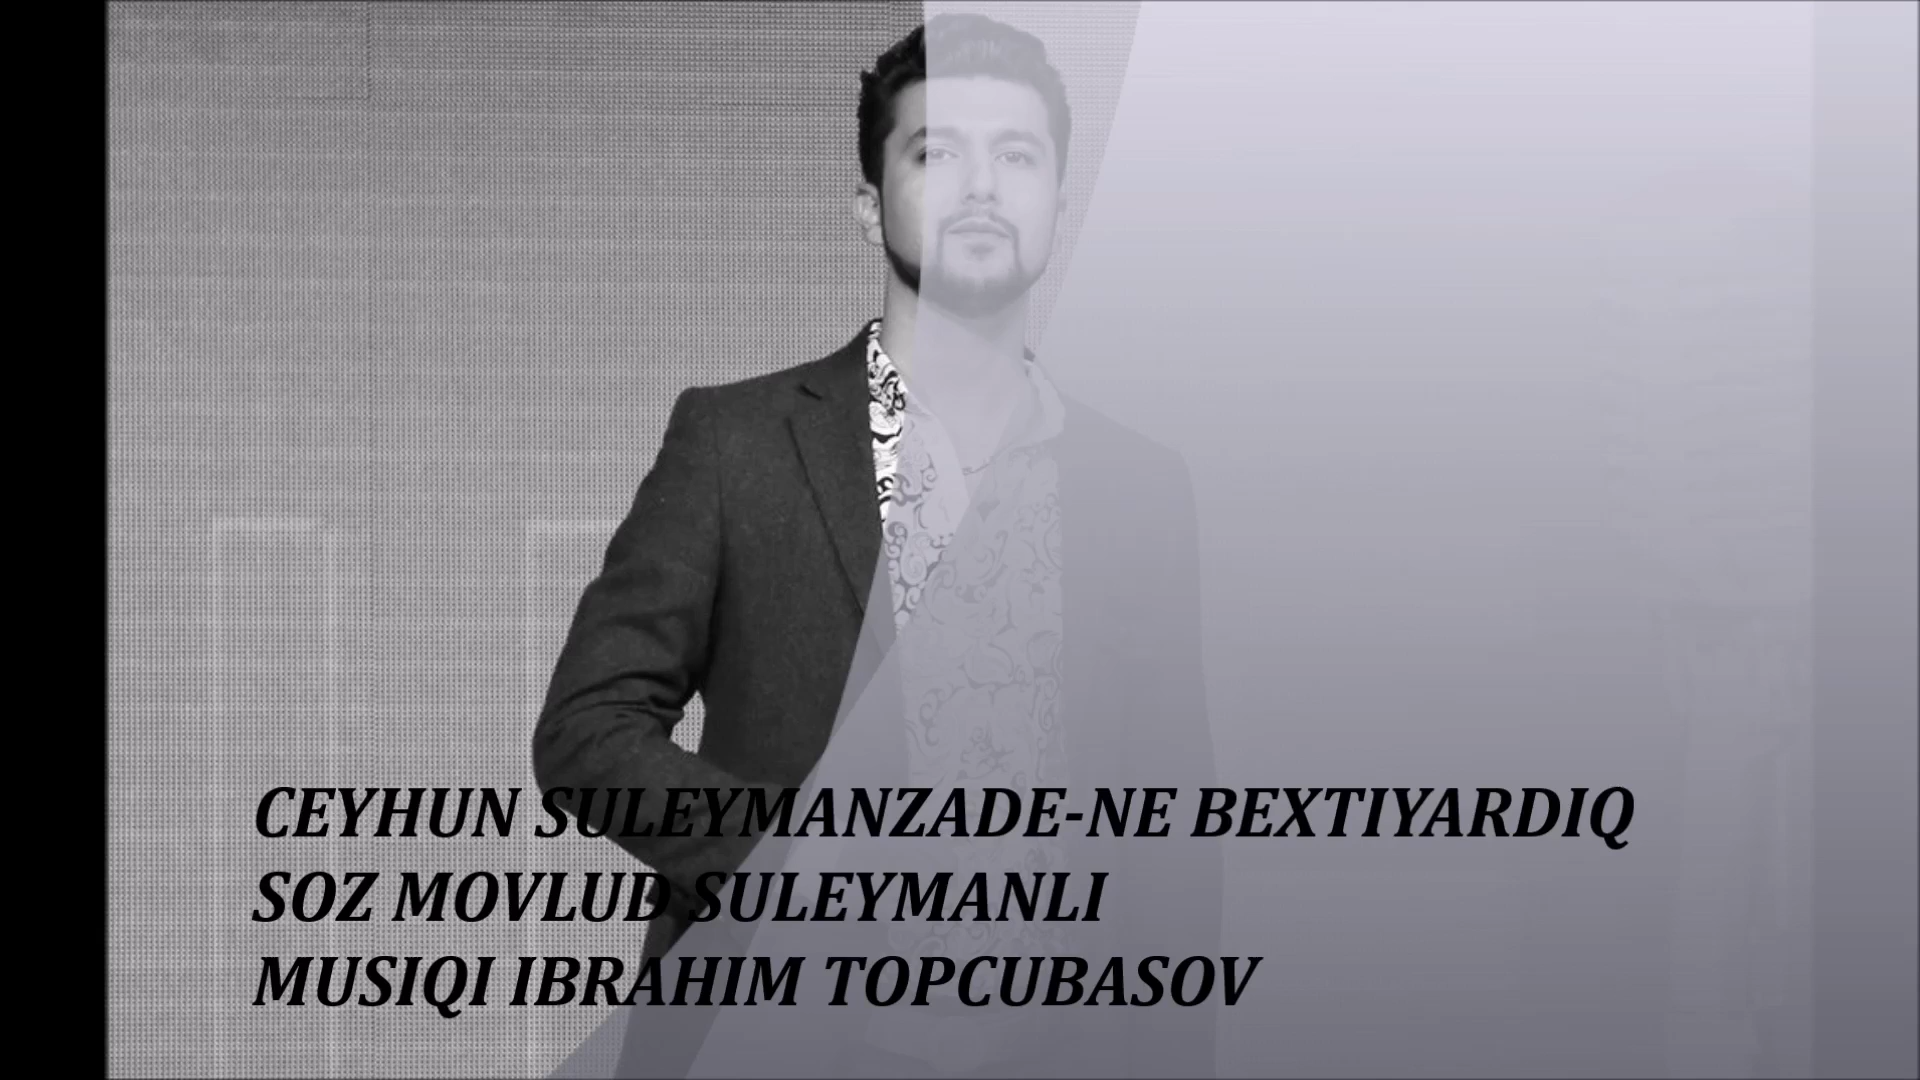 CEYHUN SULEYMANZADE-NE BEXTIYARDIQ
SOZ MOVLUD SULEYMANLI
MUSIQI IBRAHIM TOPCUBASOV